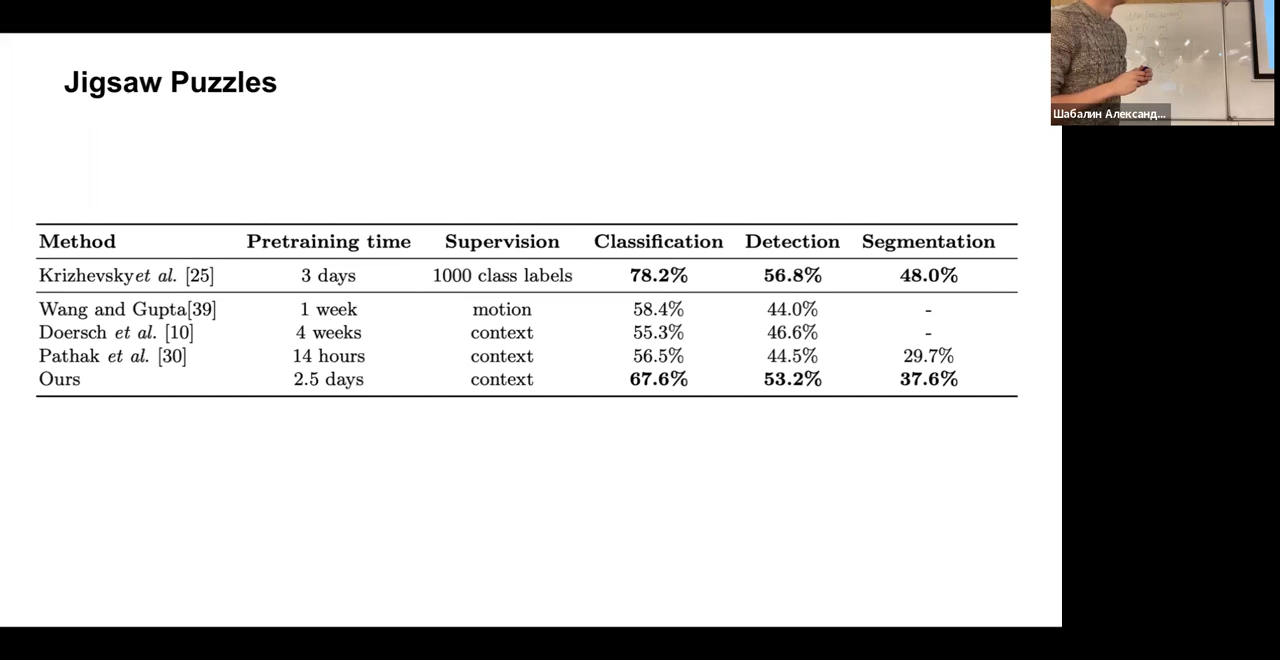 Jigsaw Puzzles
Шабалин Александ...
Method Pretraining time Supervision Classification Detection Segmentation
Krizhevskyet al. [25] 3 days 1000 class labels 78.2% 56.8% 48.0%
Wang and Gupta[39] 1 week motion 58.4% 44.0% -
Doersch et al. [10] 4 weeks context 55.3% 46.6% -
Pathak et al. [30] 14 hours context 56.5% 44.5% 29.7%
Ours 2.5 days context 67.6% 53.2% 37.6%